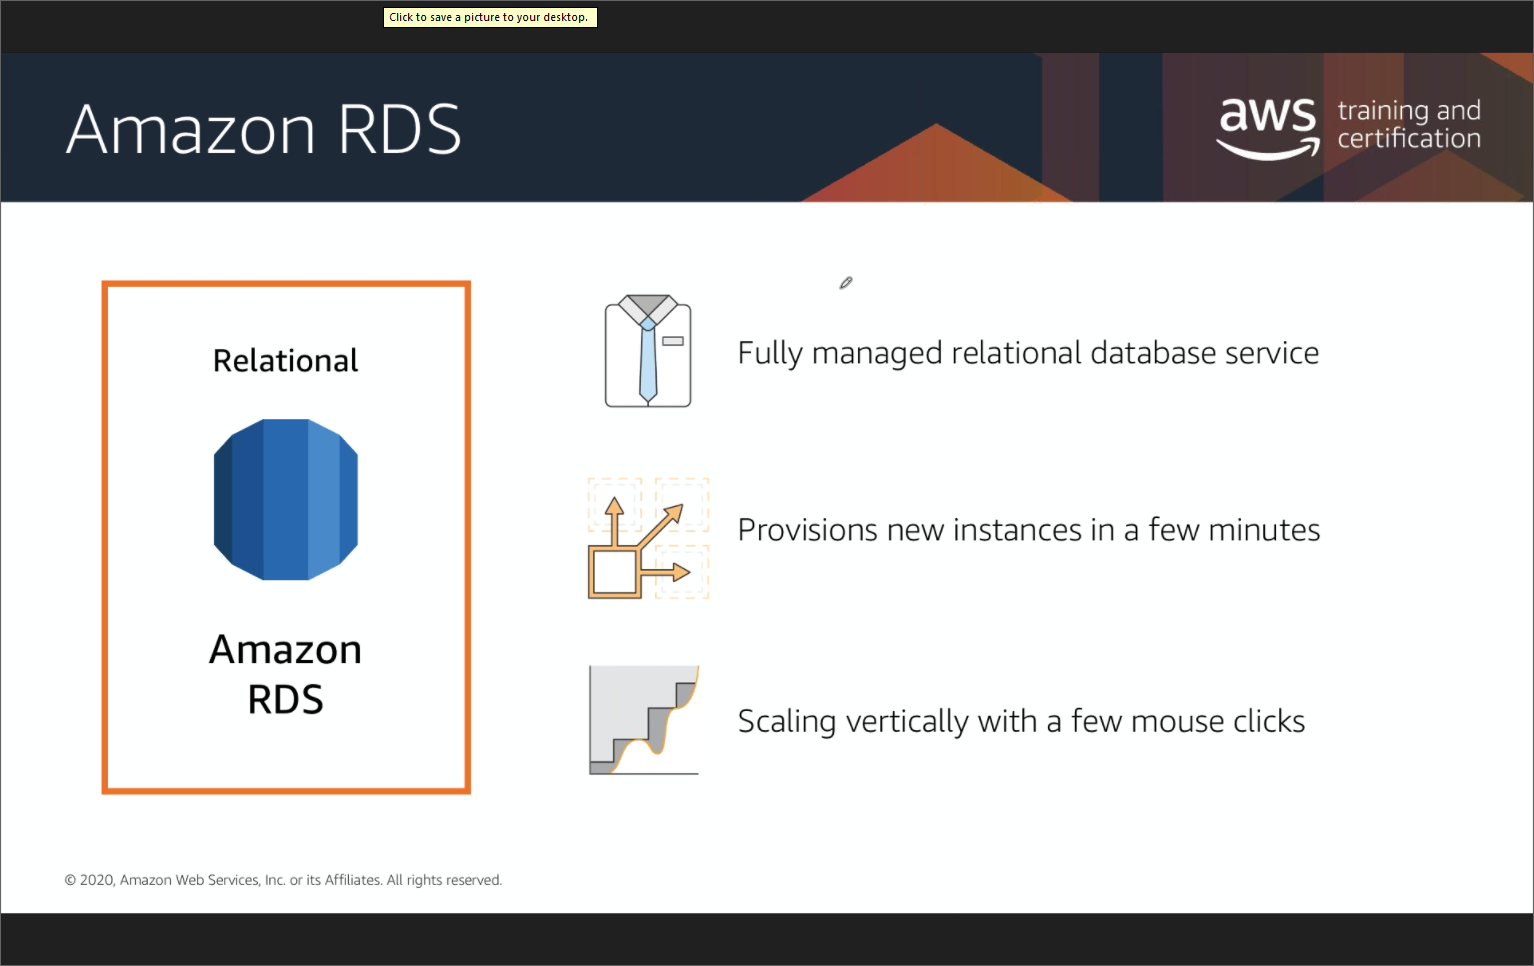 Click to save a picture to your desktop.
Amazon RDS
aws
training and
certification
Relational
Amazon
RDS
Fully managed relational database service
Provisions new instances in a few minutes
Scaling vertically with a few mouse clicks
© 2020, Amazon Web Services, Inc. or its Affiliates. All rights reserved.